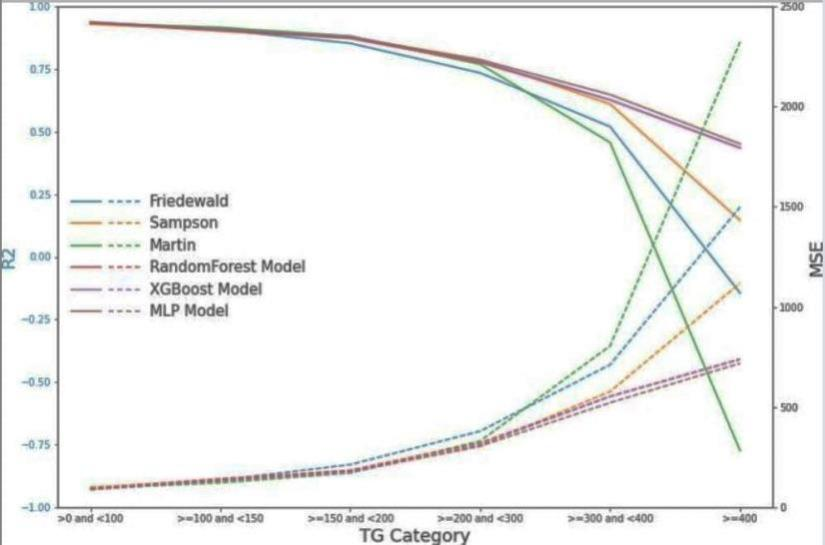 1.00
0.75
0.50
0.25
0.00
−0.25
−0.50
−0.75
−1.00
R2
2500
2000
1500
1000
500
0
MSE
Friedewald
Sampson
Martin
RandomForest Model
XGBoost Model
MLP Model
>0 and <100
>=100 and <150
>=150 and <200
>=200 and <300
>=300 and <400
>=400
TG Category